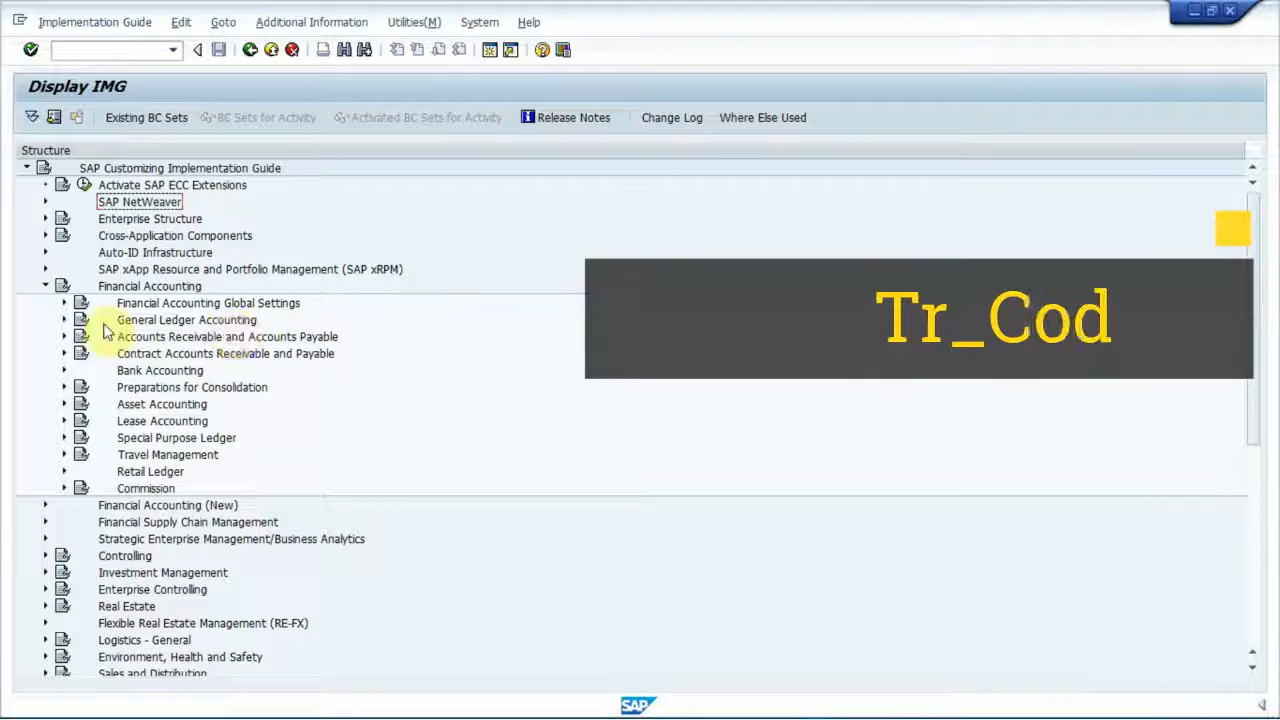 Implementation Guide Edit Goto Additional Information Utilities(M) System Help
Display IMG
Existing BC Sets BC Sets for Activity Activated BC Sets for Activity Release Notes Change Log Where Else Used
Structure
SAP Customizing Implementation Guide
Activate SAP ECC Extensions
SAP NetWeaver
Enterprise Structure
Cross-Application Components
Auto-ID Infrastructure
SAP xApp Resource and Portfolio Management (SAP xRPM)
Financial Accounting
Financial Accounting Global Settings
General Ledger Accounting
Accounts Receivable and Accounts Payable
Contract Accounts Receivable and Payable
Bank Accounting
Preparations for Consolidation
Asset Accounting
Lease Accounting
Special Purpose Ledger
Travel Management
Retail Ledger
Commission
Tr_Cod
Financial Accounting (New)
Financial Supply Chain Management
Strategic Enterprise Management/Business Analytics
Controlling
Investment Management
Enterprise Controlling
Real Estate
Flexible Real Estate Management (RE-FX)
Logistics - General
Environment, Health and Safety
Sales and Distribution
SAP